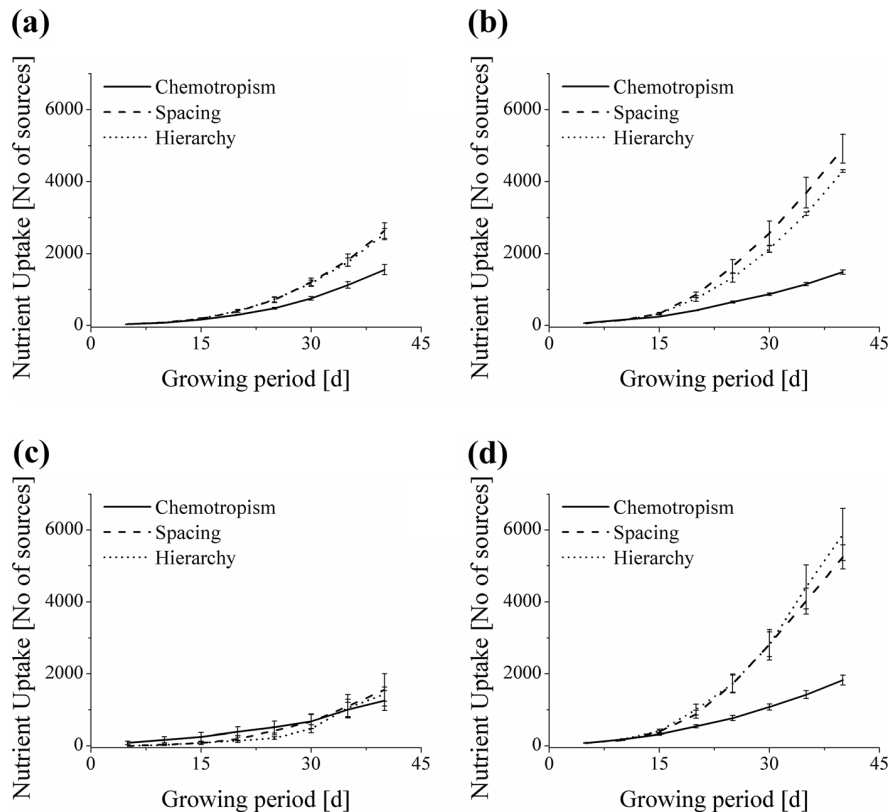 (a)
Nutrient Uptake [No of sources]
6000
4000
2000
0
Chemotropism
Spacing
Hierarchy
0 15 30 45
Growing period [d]
(b)
Nutrient Uptake [No of sources]
6000
4000
2000
0
Chemotropism
Spacing
Hierarchy
0 15 30 45
Growing period [d]
(c)
Nutrient Uptake [No of sources]
6000
4000
2000
0
Chemotropism
Spacing
Hierarchy
0 15 30 45
Growing period [d]
(d)
Nutrient Uptake [No of sources]
6000
4000
2000
0
Chemotropism
Spacing
Hierarchy
0 15 30 45
Growing period [d]